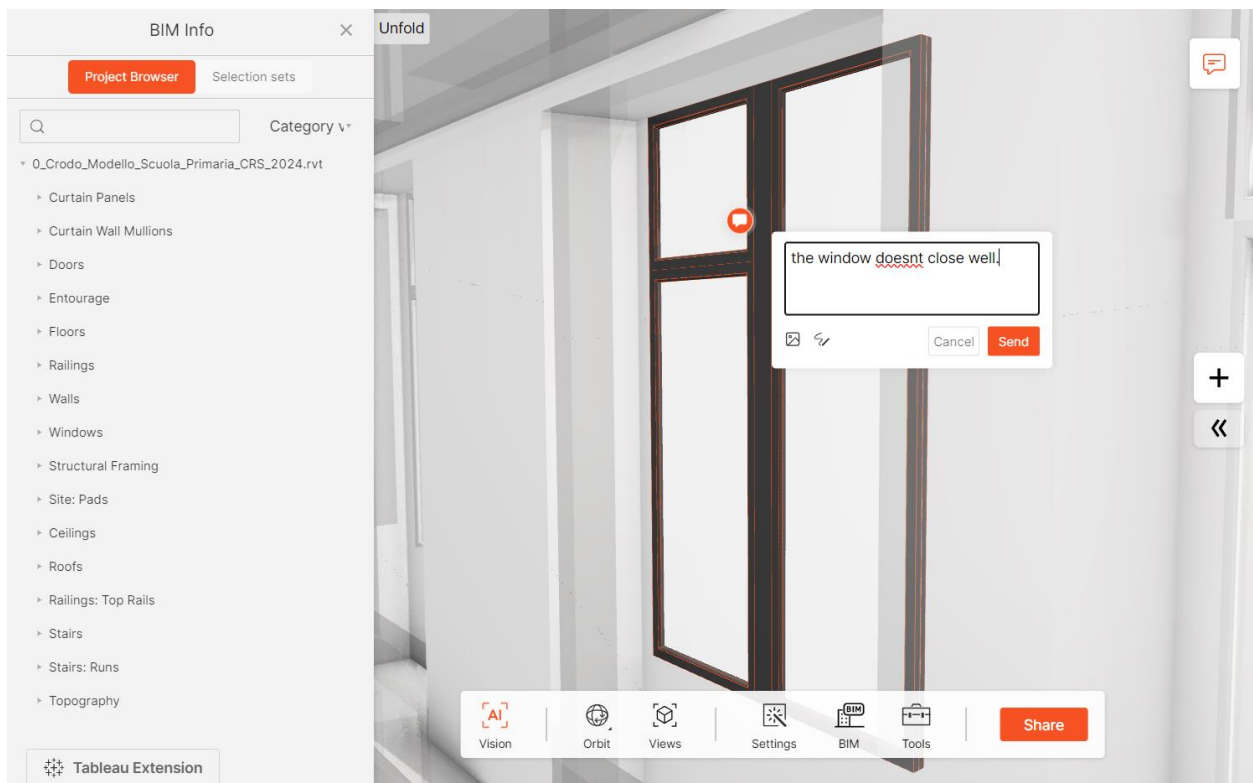 BIM Info
Unfold
Project Browser
Selection sets
Category v
0_Crodo_Modello_Scuola_Primaria_CRS_2024.rvt
Curtain Panels
Curtain Wall Mullions
Doors
Entourage
Floors
Railings
Walls
Windows
Structural Framing
Site: Pads
Ceilings
Roofs
Railings: Top Rails
Stairs
Stairs: Runs
Topography
Tableau Extension
the window doesnt close well.
Cancel
Send
AI
Vision
Orbit
Views
Settings
BIM
BIM
Tools
Share